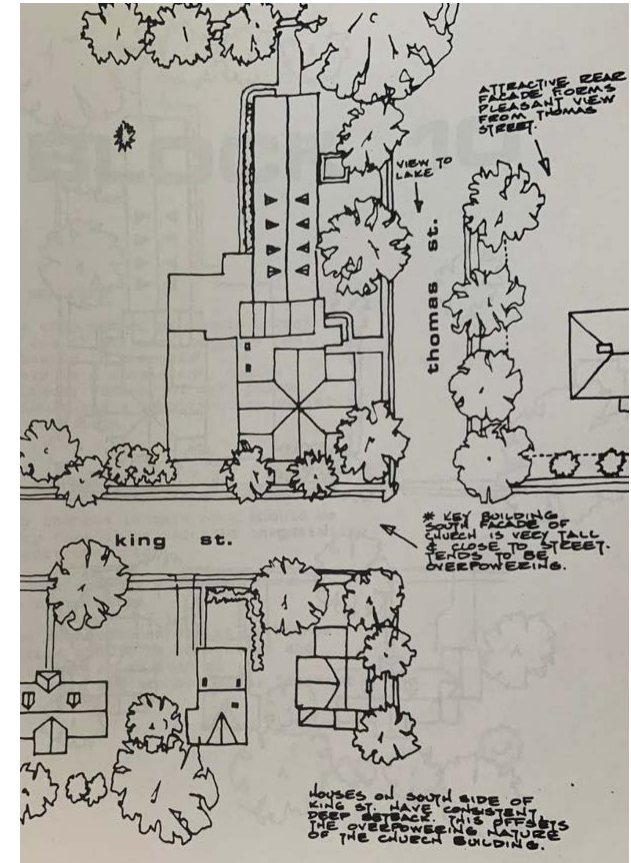 ATTRACTIVE REAR
FACADE FORMS
PLEASANT VIEW
FROM THOMAS
STREET.
VIEW TO
LAKE
thomas st.
* KEY BUILDING
SOUTH FACADE OF
CHURCH IS VERY TALL
& CLOSE TO STREET.
TENDS TO BE
OVERPOWERING.
king st.
HOUSES ON SOUTH SIDE OF
KING ST. HAVE CONSISTENT
DEEP SETBACK. THIS OFFSETS
THE OVERPOWERING NATURE
OF THE CHURCH BUILDING.